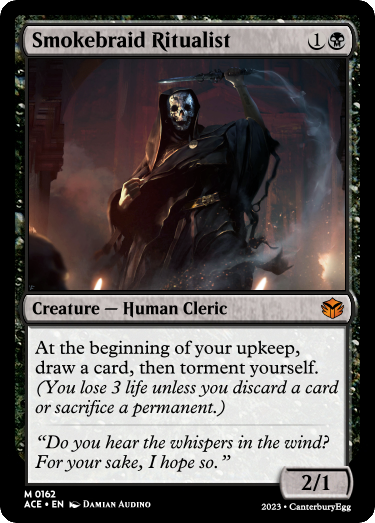 Smokebraid Ritualist 1
Creature — Human Cleric
At the beginning of your upkeep,
draw a card, then torment yourself.
(You lose 3 life unless you discard a card
or sacrifice a permanent.)
“Do you hear the whispers in the wind?
For your sake, I hope so.”
2/1
M 0162
ACE • EN Damian Audino
2023 • CanterburyEgg